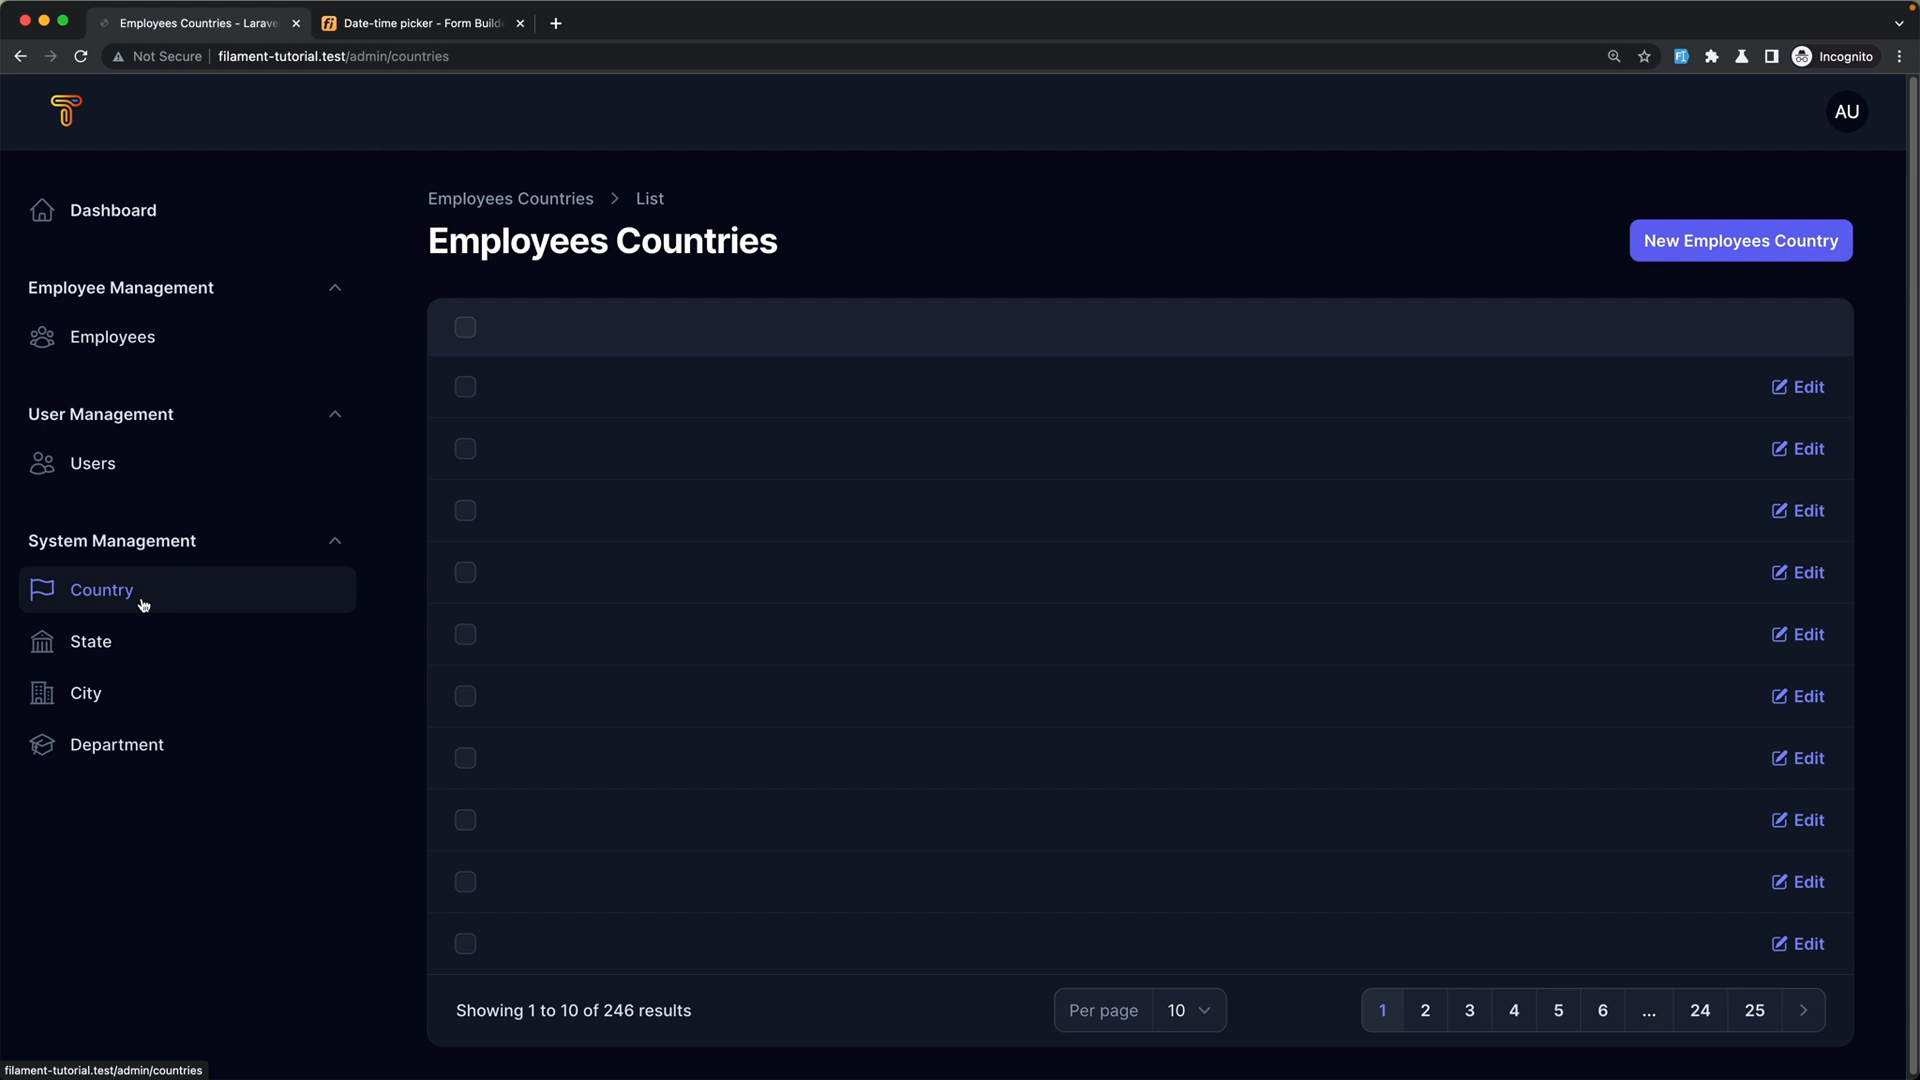 Employees Countries - Larave
Date-time picker - Form Build
Not Secure
filament-tutorial.test/admin/countries
Incognito
AU
Dashboard
Employee Management
Employees
User Management
Users
System Management
Country
State
City
Department
Employees Countries
List
Employees Countries
New Employees Country
Edit
Edit
Edit
Edit
Edit
Edit
Edit
Edit
Edit
Edit
Showing 1 to 10 of 246 results
Per page
10
1
2
3
4
5
6
...
24
25
filament-tutorial.test/admin/countries